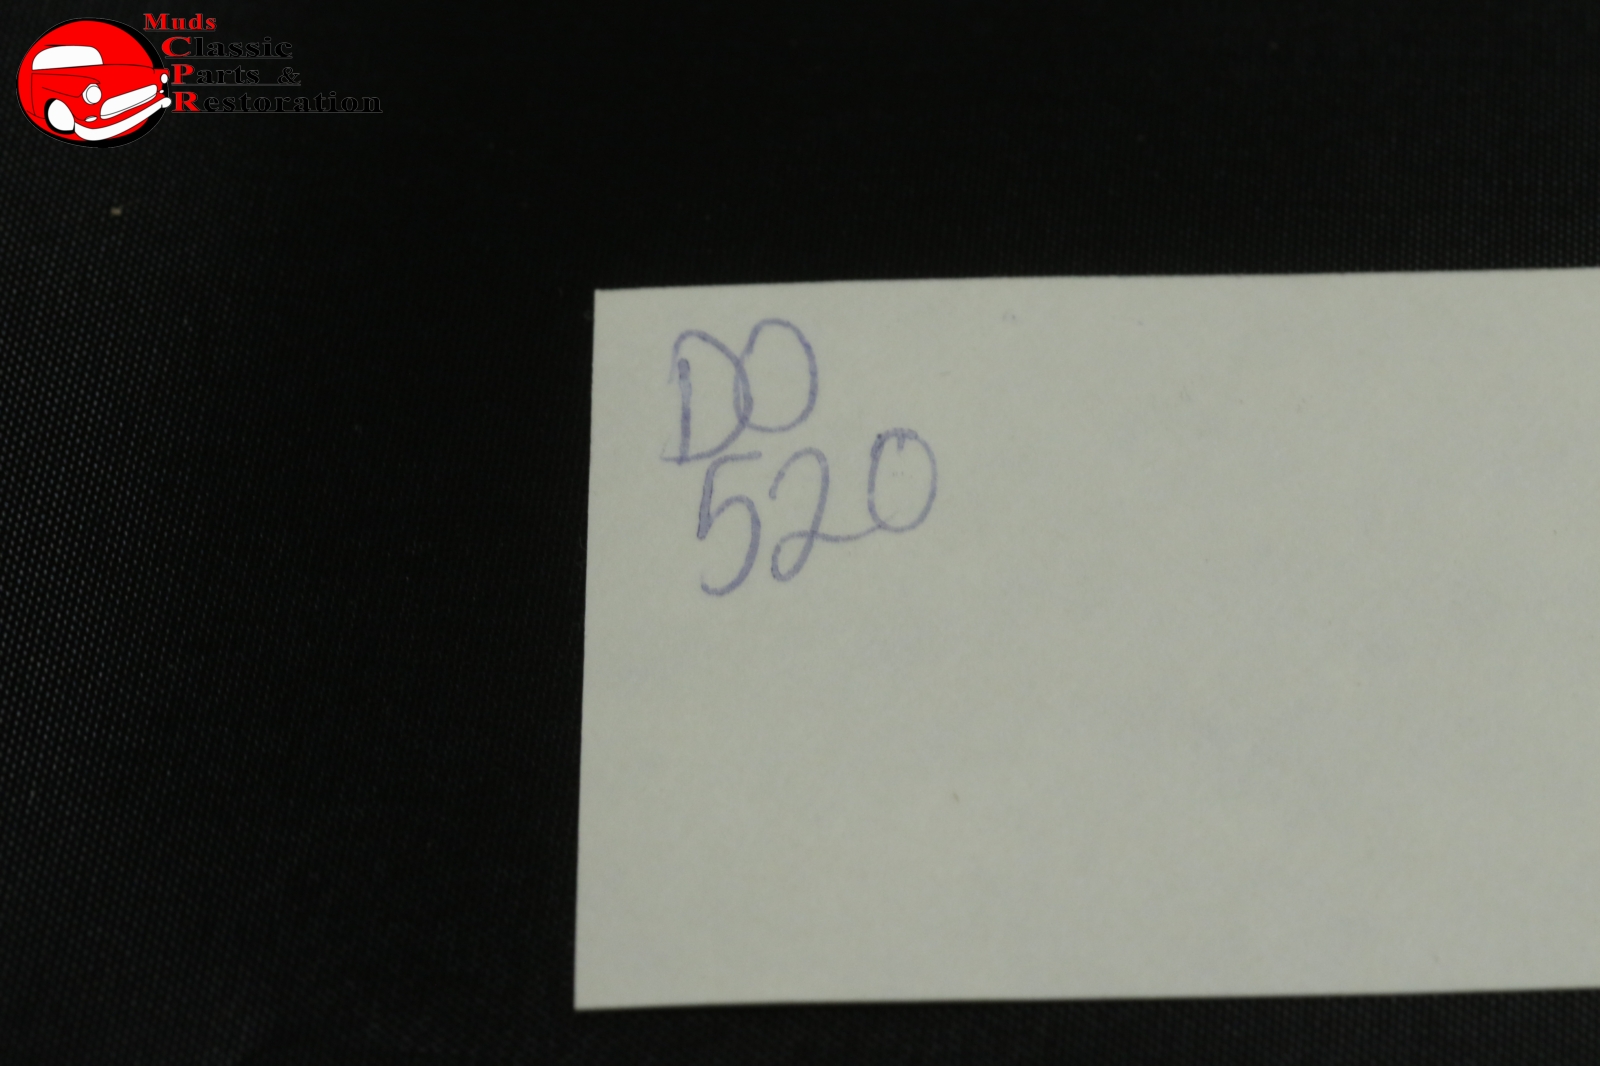 Muds
Classic
Parts &
Restoration
DO
520